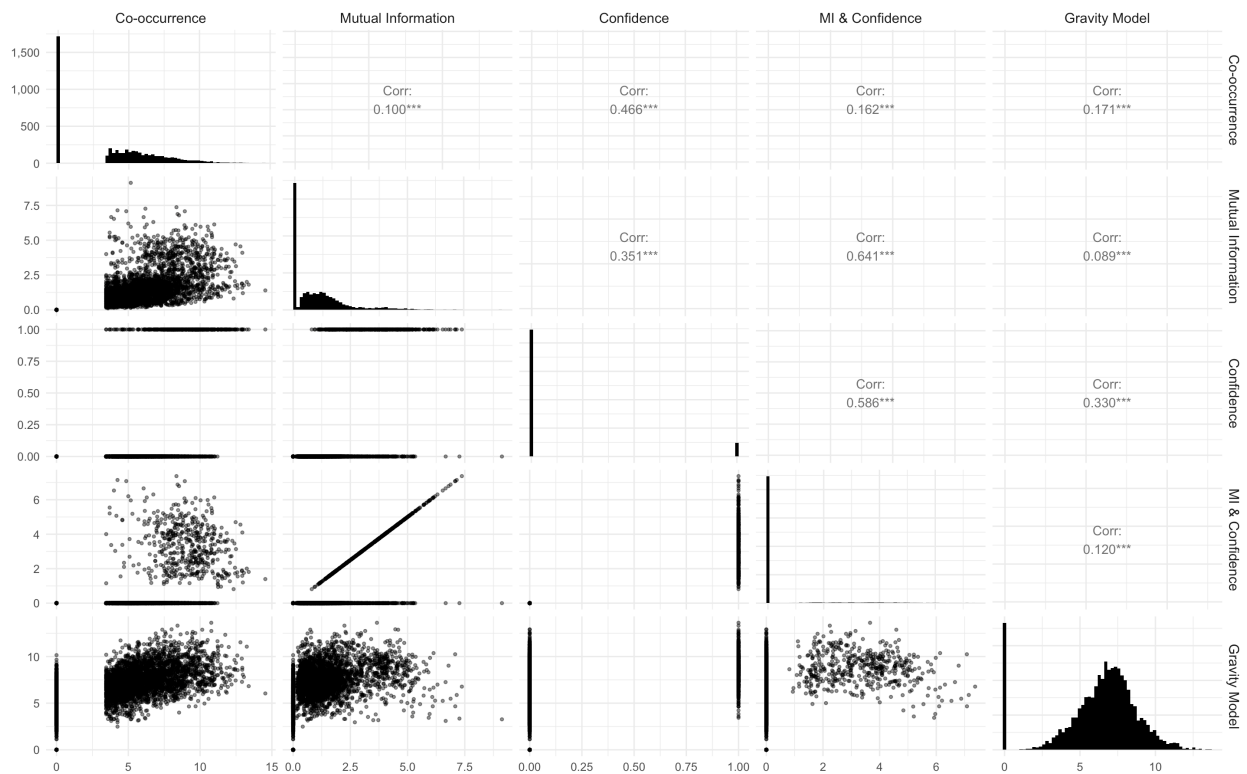 Co-occurrence Mutual Information Confidence MI & Confidence Gravity Model
1,500
1,000
500
0
Corr:
0.100***
Corr:
0.466***
Corr:
0.162***
Corr:
0.171***
Co-occurrence
7.5
5.0
2.5
0.0
Corr:
0.351***
Corr:
0.641***
Corr:
0.089***
Mutual Information
1.00
0.75
0.50
0.25
0.00
Corr:
0.586***
Corr:
0.330***
Confidence
6
4
2
0
Corr:
0.120***
MI & Confidence
10
5
0
Gravity Model
0 5 10 15 0.0 2.5 5.0 7.5 0.00 0.25 0.50 0.75 1.00 0 2 4 6 0 5 10